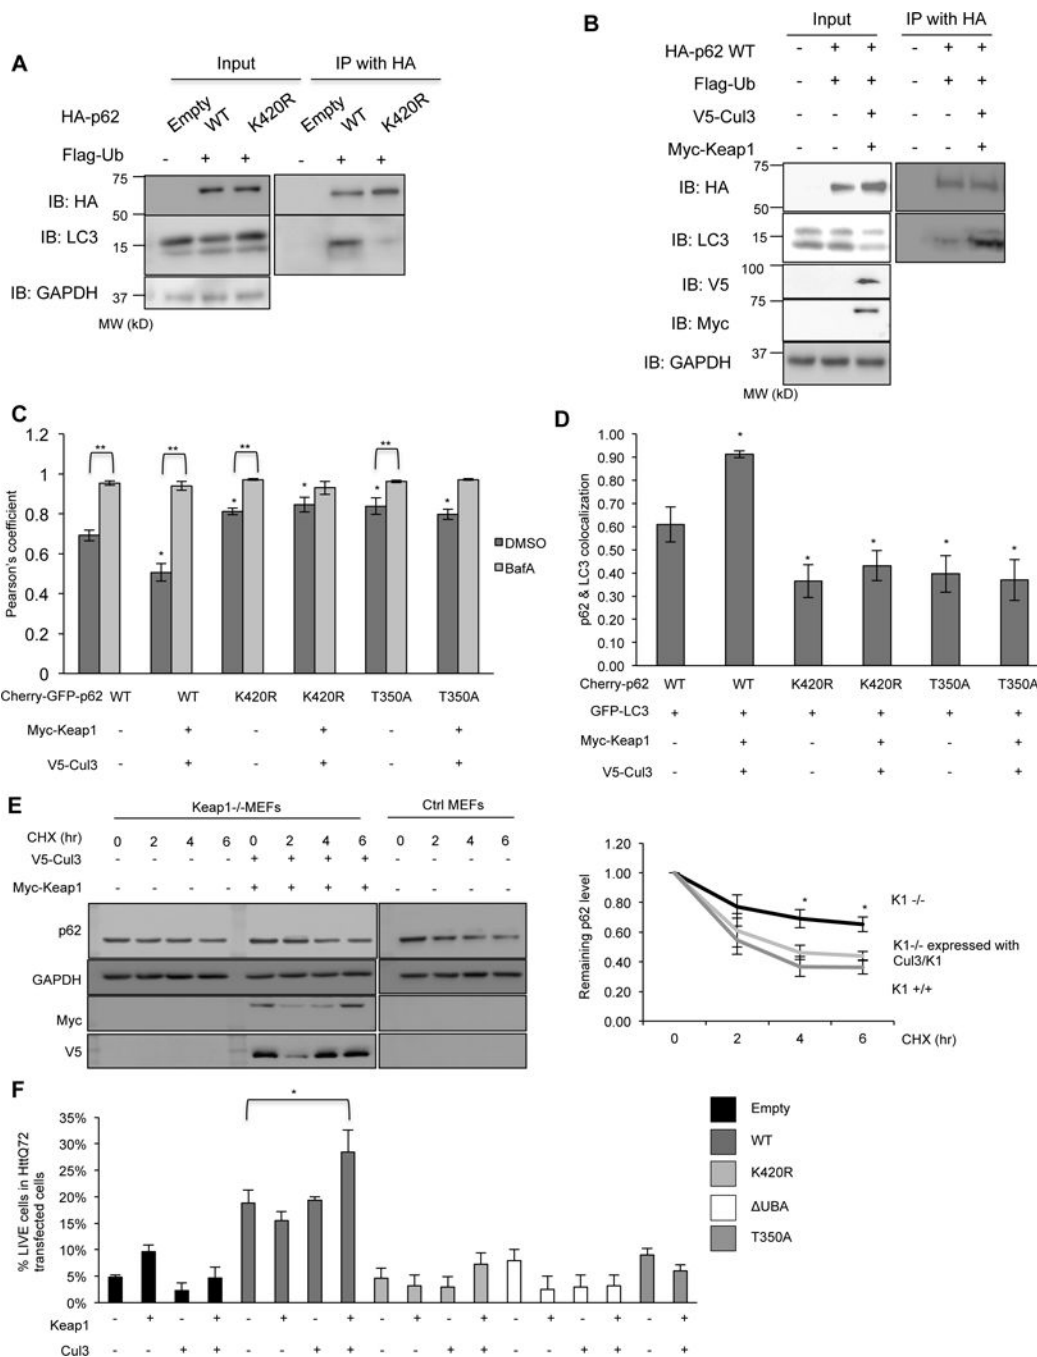 A
Input IP with HA
HA-p62 Empty WT K420R Empty WT K420R
Flag-Ub - + + - + +
75
IB: HA
50
IB: LC3 15
IB: GAPDH 37
MW (kD)
B
Input IP with HA
HA-p62 WT - + + - + +
Flag-Ub - + + - + +
V5-Cul3 - - + - - +
Myc-Keap1 - - + - - +
75
IB: HA
50
IB: LC3 15
100
IB: V5
75
IB: Myc
37
IB: GAPDH
MW (kD)
C
Pearson's coefficient
1.2
1
0.8
0.6
0.4
0.2
0
** ** ** **
* * * * *
DMSO
BafA
Cherry-GFP-p62 WT WT K420R K420R T350A T350A
Myc-Keap1 - + - + - +
V5-Cul3 - + - + - +
D
p62 & LC3 colocalization
1.00
0.90
0.80
0.70
0.60
0.50
0.40
0.30
0.20
0.10
0.00
* * * * *
Cherry-p62 WT WT K420R K420R T350A T350A
GFP-LC3 + + + + + +
Myc-Keap1 - + - + - +
V5-Cul3 - + - + - +
E
Keap1-/-MEFs Ctrl MEFs
CHX (hr) 0 2 4 6 0 2 4 6 0 2 4 6
V5-Cul3 - - - - + + + + - - - -
Myc-Keap1 - - - - + + + + - - - -
p62
GAPDH
Myc
V5
Remaining p62 level
1.00
0.80
0.60
0.40
0.20
0.00
* *
K1 -/-
K1-/- expressed with
Cul3/K1
K1 +/+
0 2 4 6 CHX (hr)
F
% LIVE cells in HttQ72
transfected cells
35%
30%
25%
20%
15%
10%
5%
0%
*
Keap1 - + - + - + - + - + - + - + - + - +
Cul3 - - + + - - + + - - + + - - + + - +
Empty
WT
K420R
ΔUBA
T350A